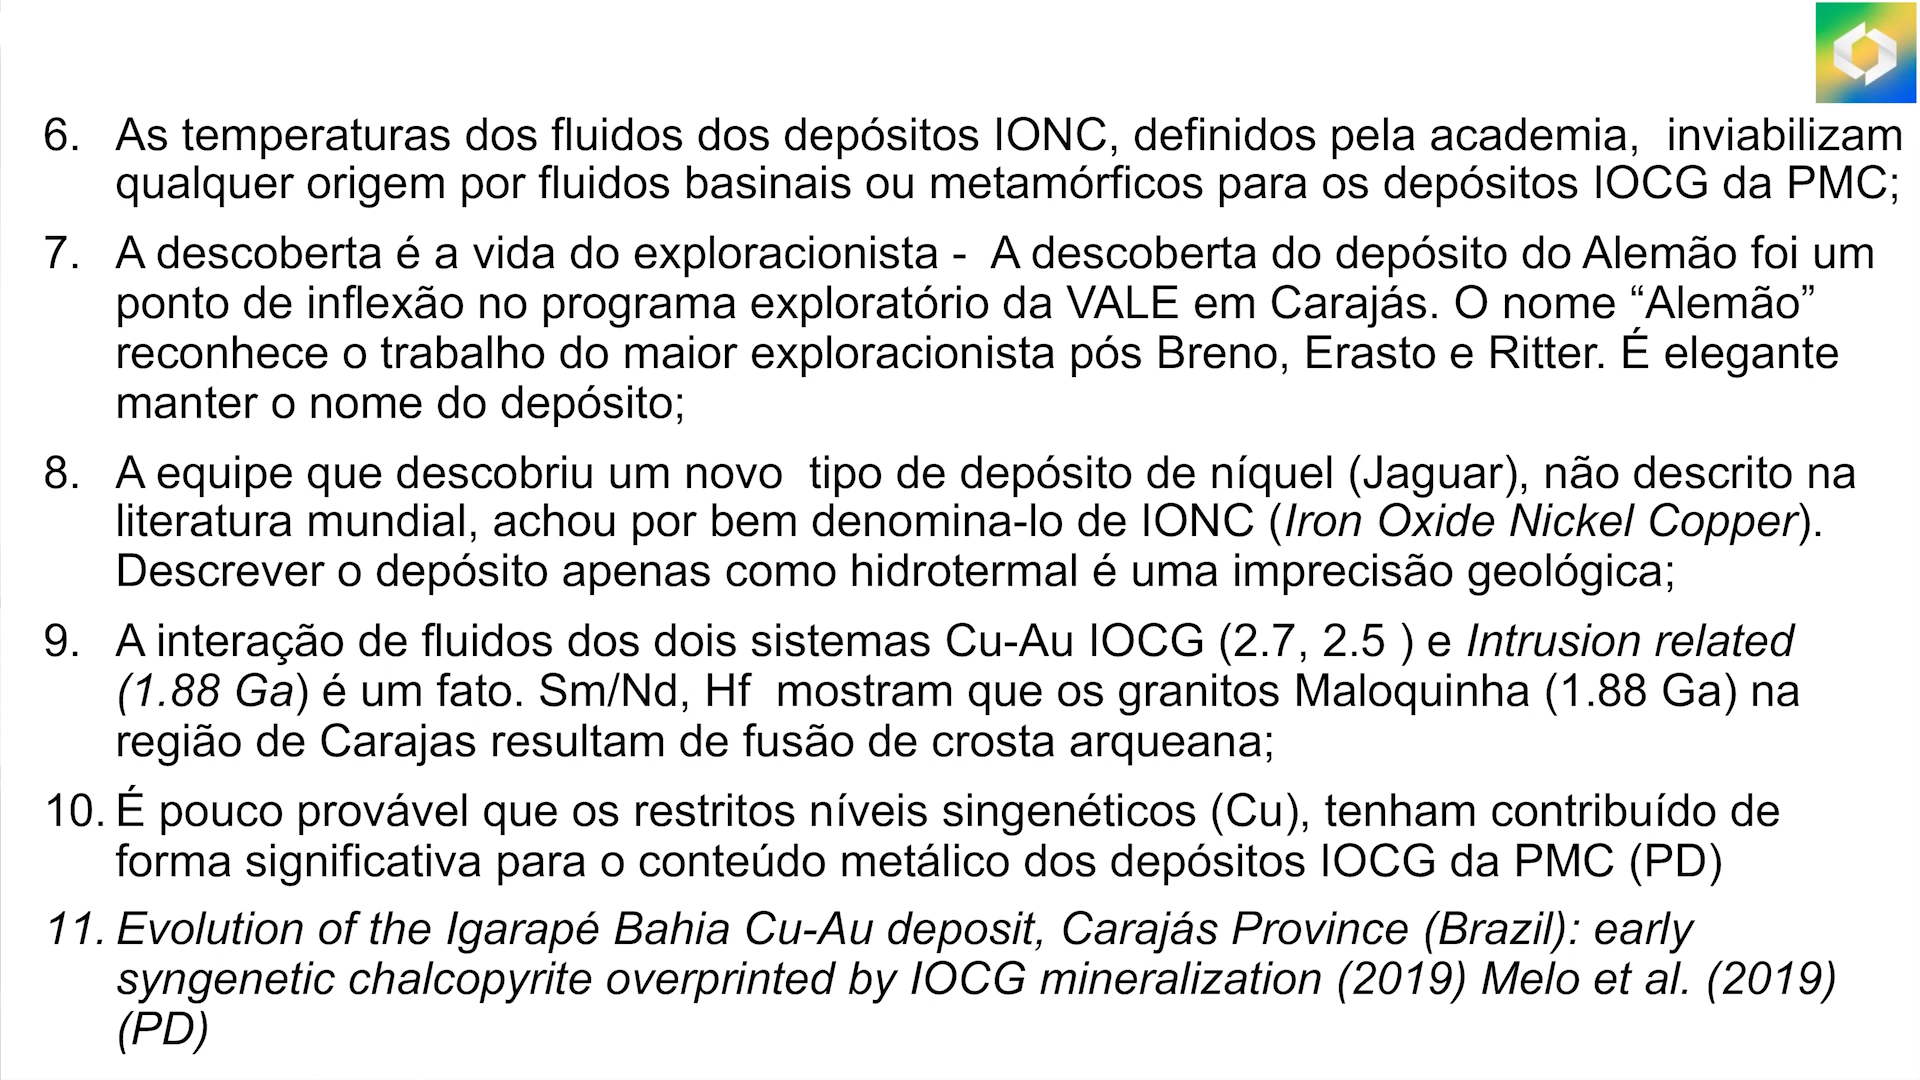 6. As temperaturas dos fluidos dos depósitos IONC, definidos pela academia,  inviabilizam
qualquer origem por fluidos basinais ou metamórficos para os depósitos IOCG da PMC;
7. A descoberta é a vida do exploracionista -  A descoberta do depósito do Alemão foi um
ponto de inflexão no programa exploratório da VALE em Carajás. O nome “Alemão”
reconhece o trabalho do maior exploracionista pós Breno, Erasto e Ritter. É elegante
manter o nome do depósito;
8. A equipe que descobriu um novo  tipo de depósito de níquel (Jaguar), não descrito na
literatura mundial, achou por bem denomina-lo de IONC (Iron Oxide Nickel Copper).
Descrever o depósito apenas como hidrotermal é uma imprecisão geológica;
9. A interação de fluidos dos dois sistemas Cu-Au IOCG (2.7, 2.5 ) e Intrusion related
(1.88 Ga) é um fato. Sm/Nd, Hf  mostram que os granitos Maloquinha (1.88 Ga) na
região de Carajas resultam de fusão de crosta arqueana;
10. É pouco provável que os restritos níveis singenéticos (Cu), tenham contribuído de
forma significativa para o conteúdo metálico dos depósitos IOCG da PMC (PD)
11. Evolution of the Igarapé Bahia Cu-Au deposit, Carajás Province (Brazil): early
syngenetic chalcopyrite overprinted by IOCG mineralization (2019) Melo et al. (2019)
(PD)